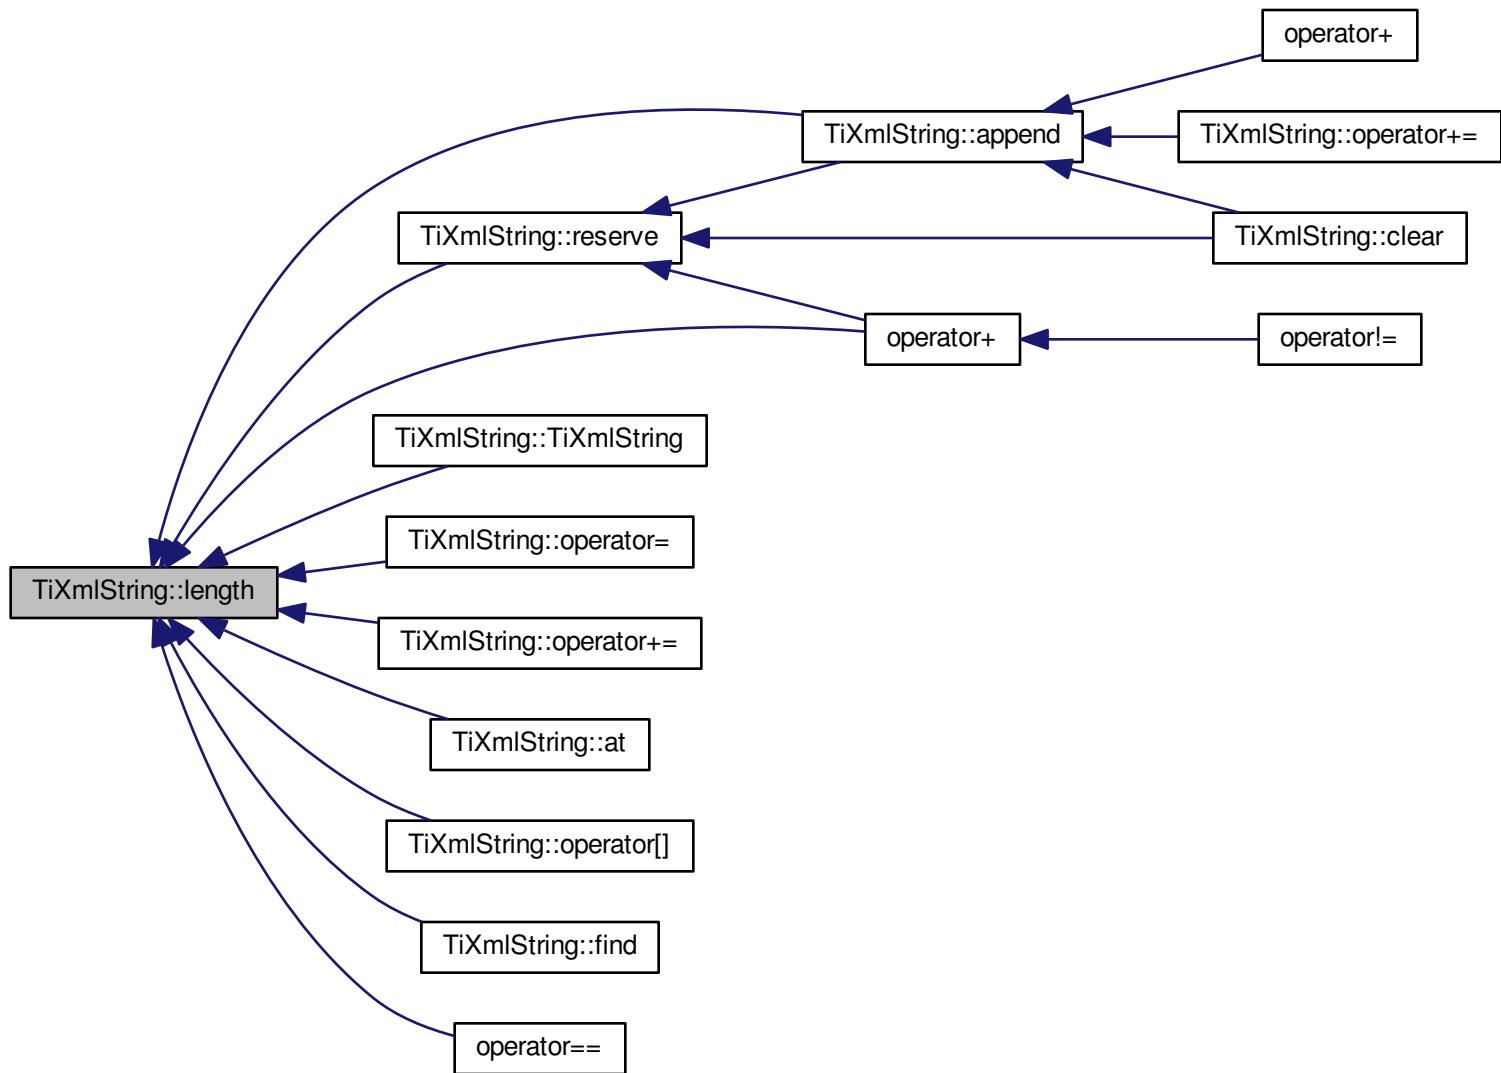 operator+
TiXmlString::append
TiXmlString::operator+=
TiXmlString::reserve
TiXmlString::clear
operator+
operator!=
TiXmlString::TiXmlString
TiXmlString::operator=
TiXmlString::length
TiXmlString::operator+=
TiXmlString::at
TiXmlString::operator[]
TiXmlString::find
operator==